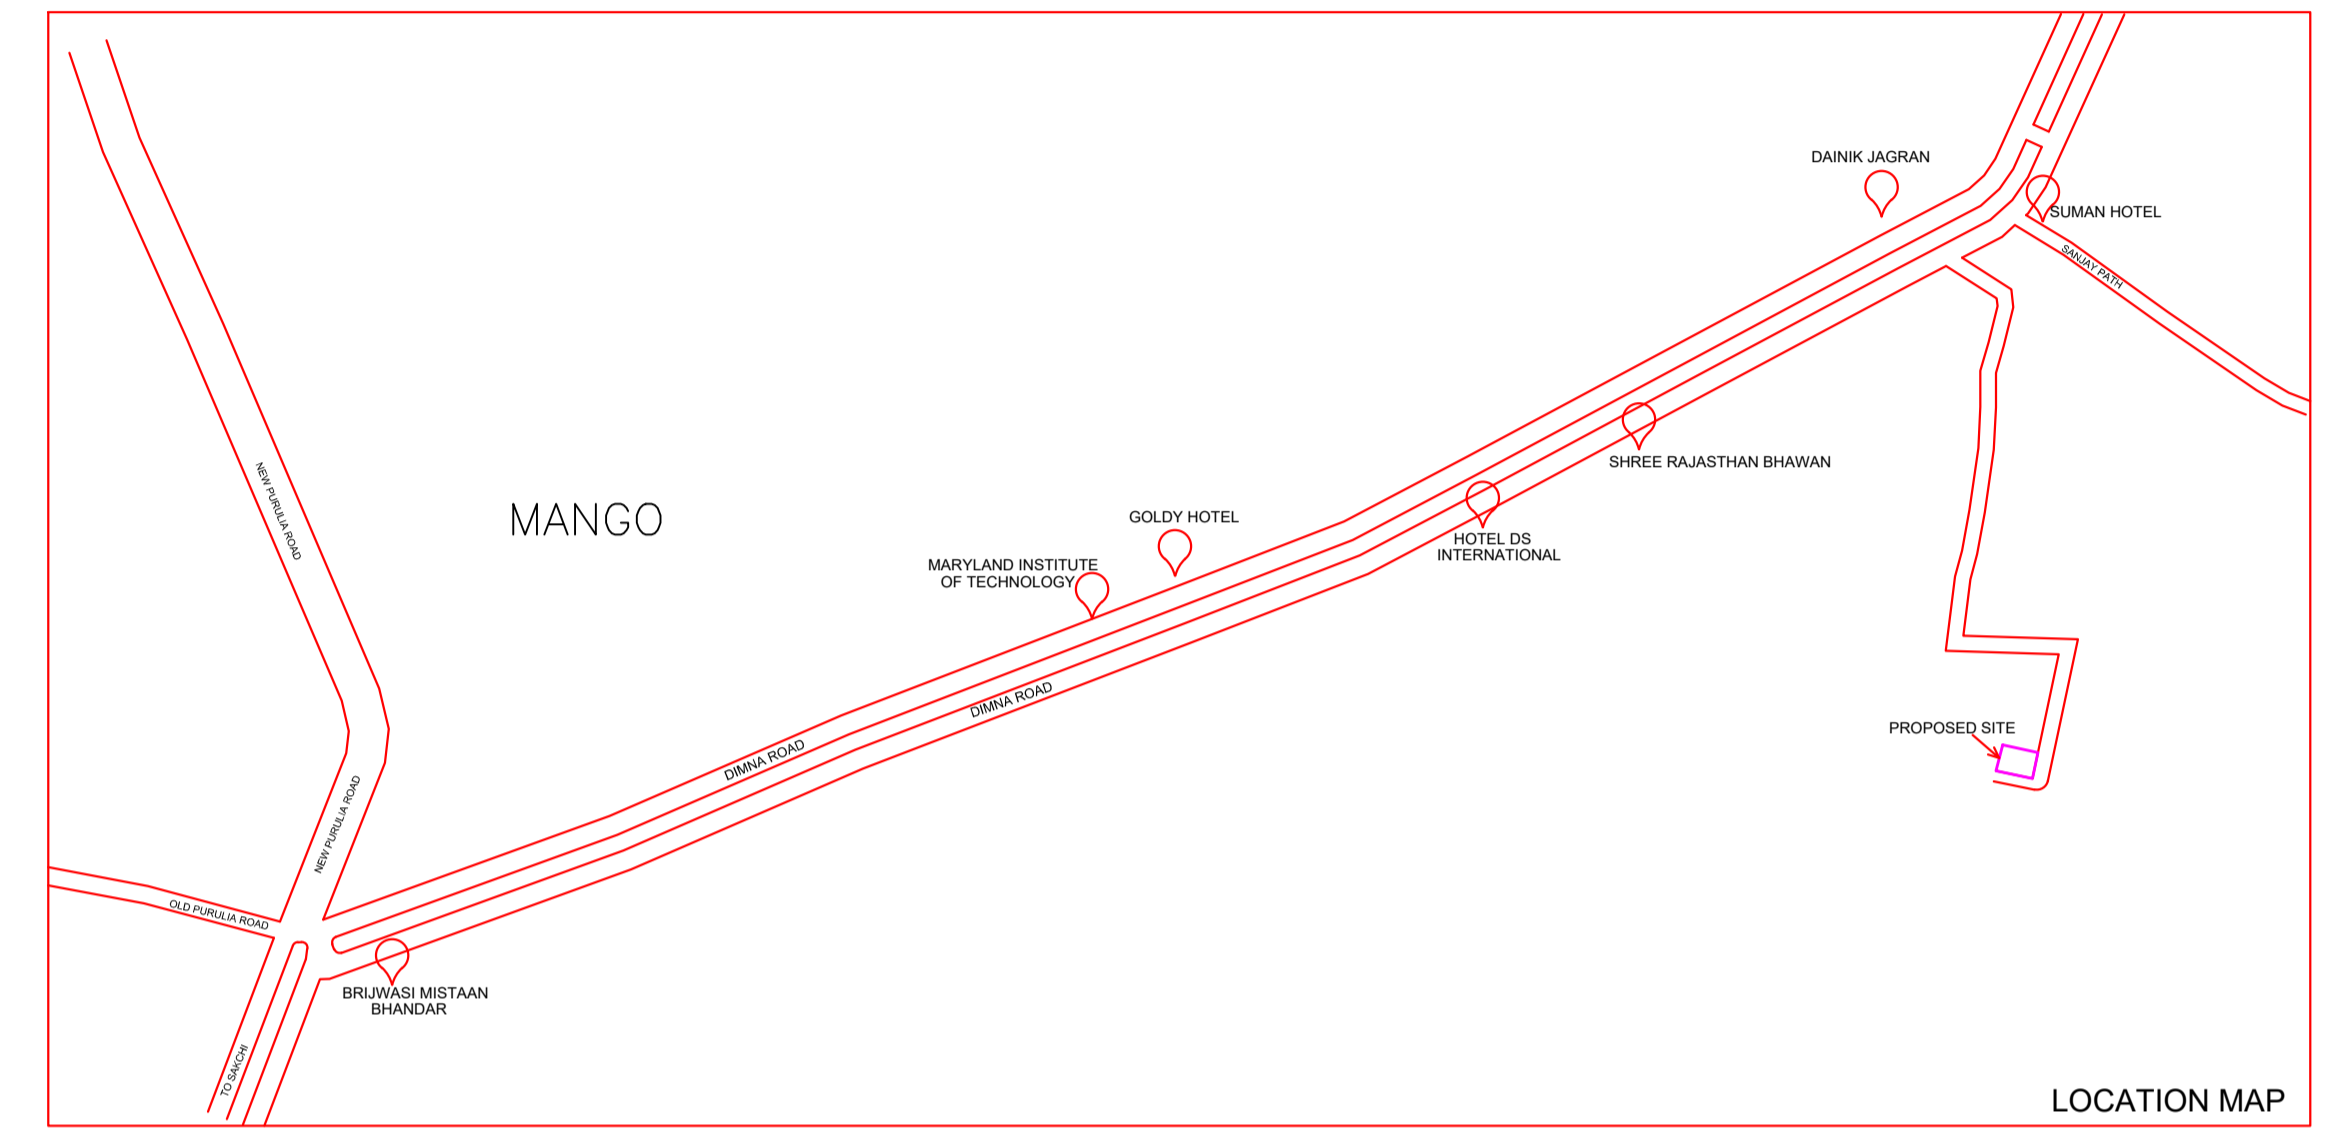 DAINIK JAGRAN
SUMAN HOTEL
SANJAY PATH
SHREE RAJASTHAN BHAWAN
NEW PURULIA ROAD
MANGO
GOLDY HOTEL
HOTEL DS
INTERNATIONAL
MARYLAND INSTITUTE
OF TECHNOLOGY
DIMNA ROAD
PROPOSED SITE
DIMNA ROAD
NEW PURULIA ROAD
OLD PURULIA ROAD
BRIJWASI MISTAAN
BHANDAR
TO SAKCHI
LOCATION MAP